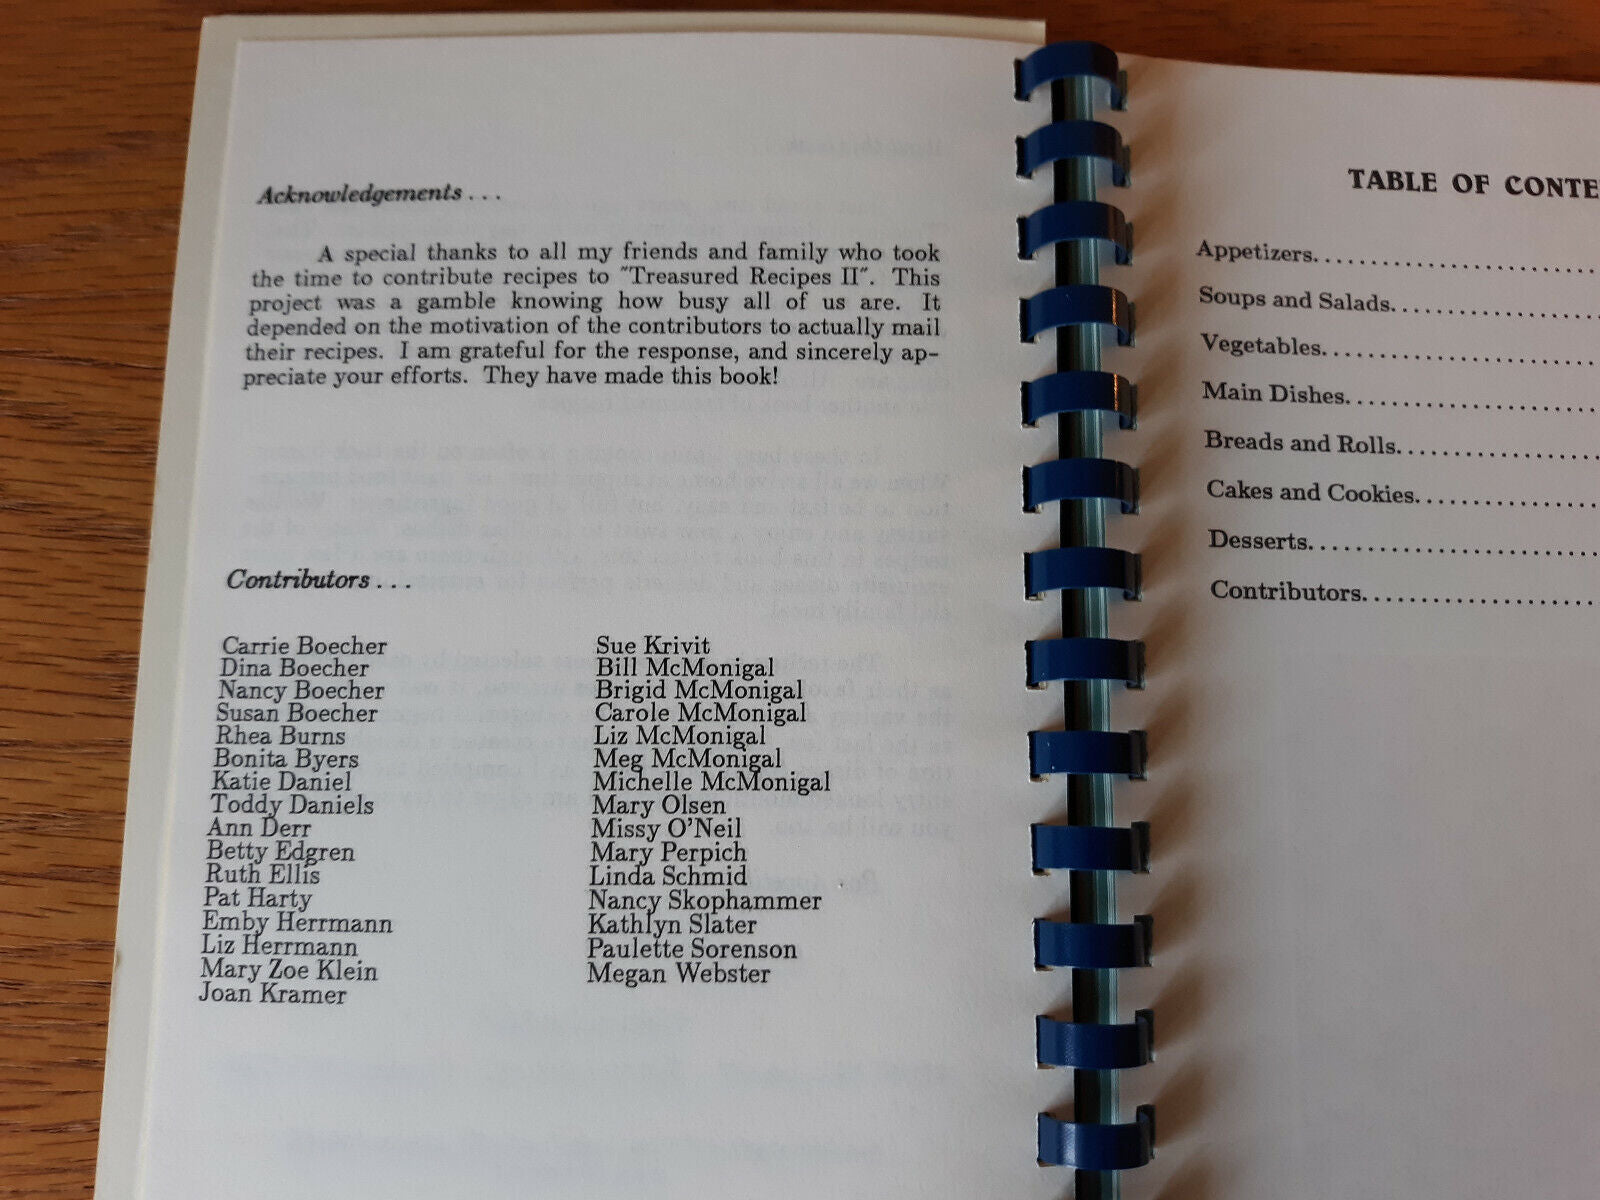 Acknowledgements . . .
A special thanks to all my friends and family who took
the time to contribute recipes to "Treasured Recipes II". This
project was a gamble knowing how busy all of us are. It
depended on the motivation of the contributors to actually mail
their recipes. I am grateful for the response, and sincerely ap-
preciate your efforts. They have made this book!
Contributors . . .
Carrie Boecher
Dina Boecher
Nancy Boecher
Susan Boecher
Rhea Burns
Bonita Byers
Katie Daniel
Toddy Daniels
Ann Derr
Betty Edgren
Ruth Ellis
Pat Harty
Emby Herrmann
Liz Herrmann
Mary Zoe Klein
Joan Kramer
Sue Krivit
Bill McMonigal
Brigid McMonigal
Carole McMonigal
Liz McMonigal
Meg McMonigal
Michelle McMonigal
Mary Olsen
Missy O'Neil
Mary Perpich
Linda Schmid
Nancy Skophammer
Kathlyn Slater
Paulette Sorenson
Megan Webster
TABLE OF CONTE
Appetizers..........................
Soups and Salads....................
Vegetables..........................
Main Dishes.........................
Breads and Rolls....................
Cakes and Cookies...................
Desserts............................
Contributors........................